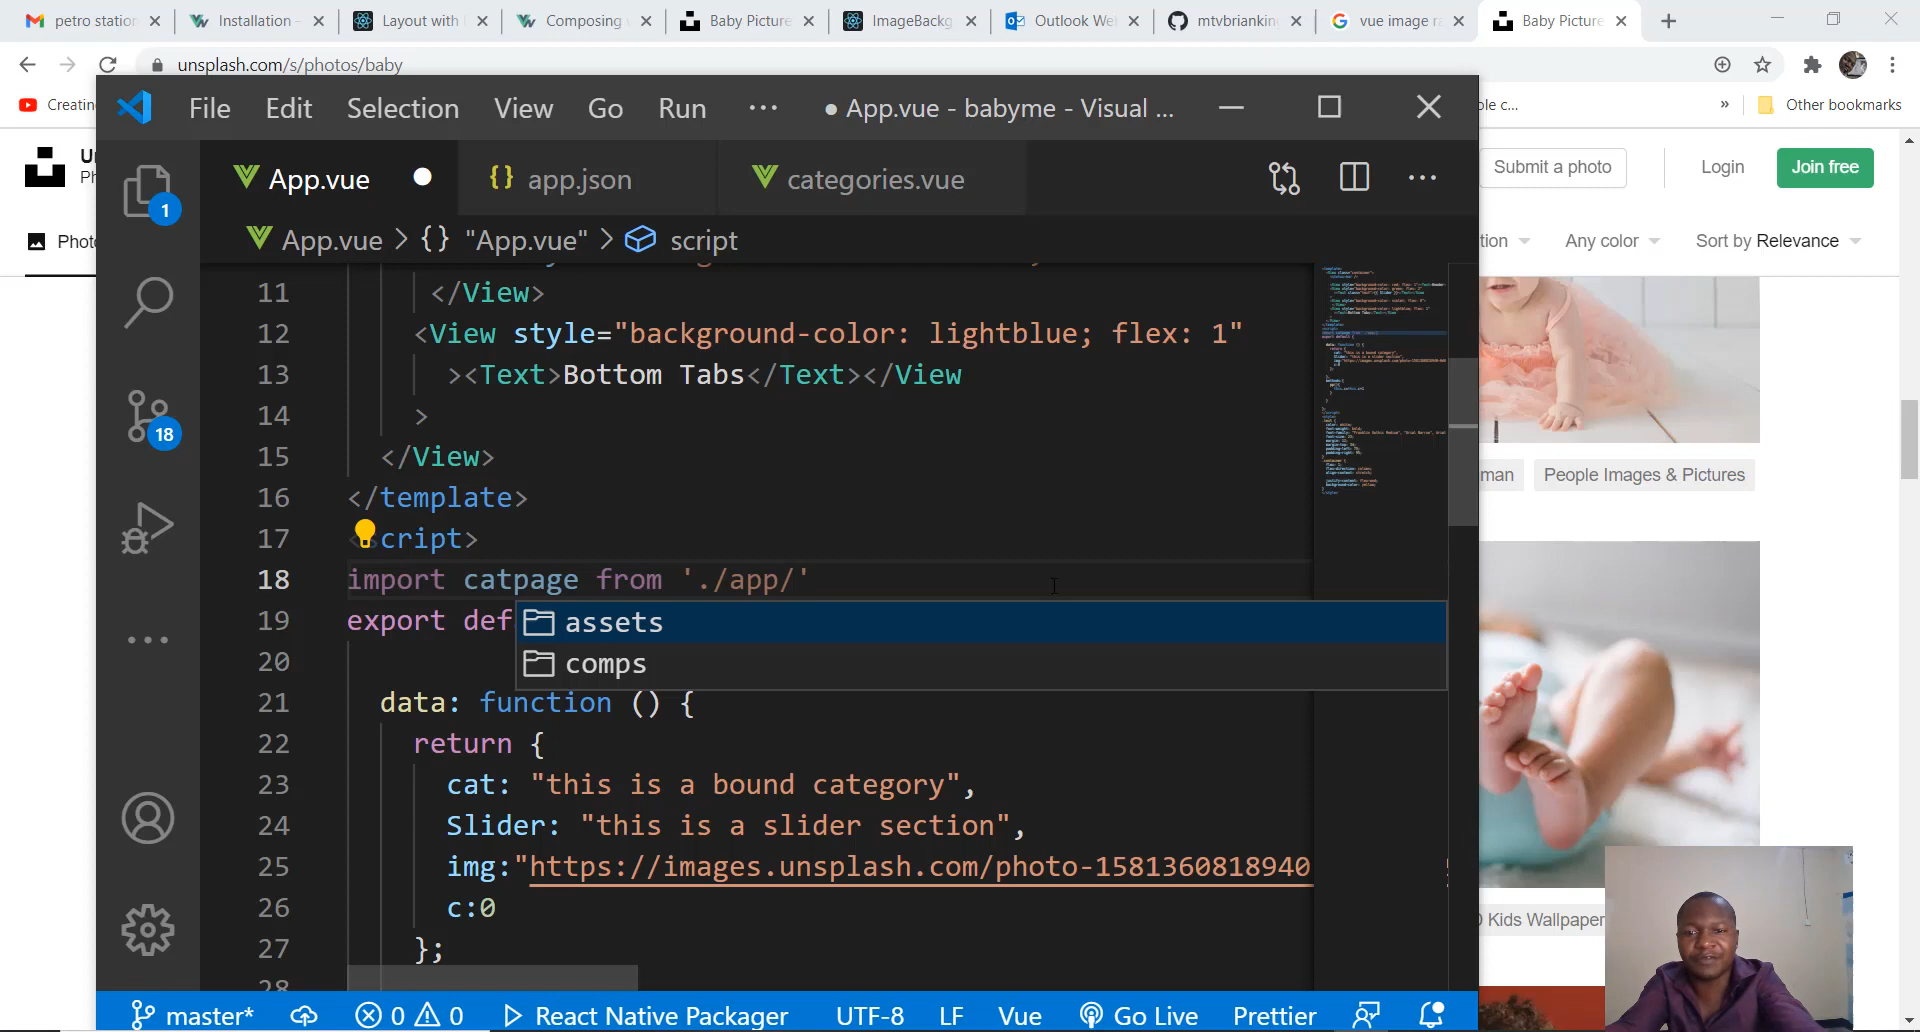 petro station
Installation -
Layout with
Composing
Baby Picture
ImageBackg
Outlook We
mtvbriankin
vue image r
Baby Picture
unsplash.com/s/photos/baby
Creatin
Other bookmarks
File Edit Selection View Go Run ··· ● App.vue - babyme - Visual ...
Submit a photo
Login
Join free
App.vue
{} app.json
categories.vue
Photo
1
App.vue > {} "App.vue" > script
tion
Any color
Sort by Relevance
11 </View>
12 <View style="background-color: lightblue; flex: 1"
13 ><Text>Bottom Tabs</Text></View
14 >
15 </View>
16 </template>
17 cript>
18 import catpage from './app/'
19 export def
assets
20
comps
21 data: function () {
22 return {
23 cat: "this is a bound category",
24 Slider: "this is a slider section",
25 img:"https://images.unsplash.com/photo-1581360818940
26 c:0
27 };
28
18
man
People Images & Pictures
Kids Wallpaper
master* 0 0 React Native Packager UTF-8 LF Vue Go Live Prettier